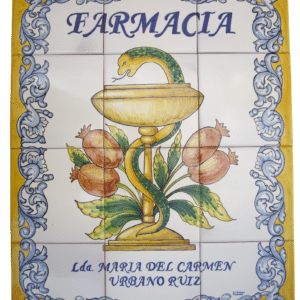 FARMACIA
Lda. MARIA DEL CARMEN
URBANO RUIZ